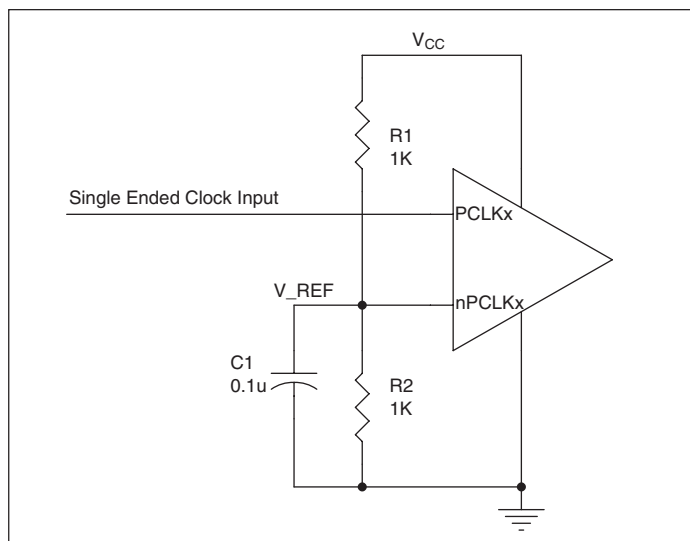 V_CC
R1
1K
Single Ended Clock Input
PCLKx
V_REF
nPCLKx
C1
0.1u
R2
1K